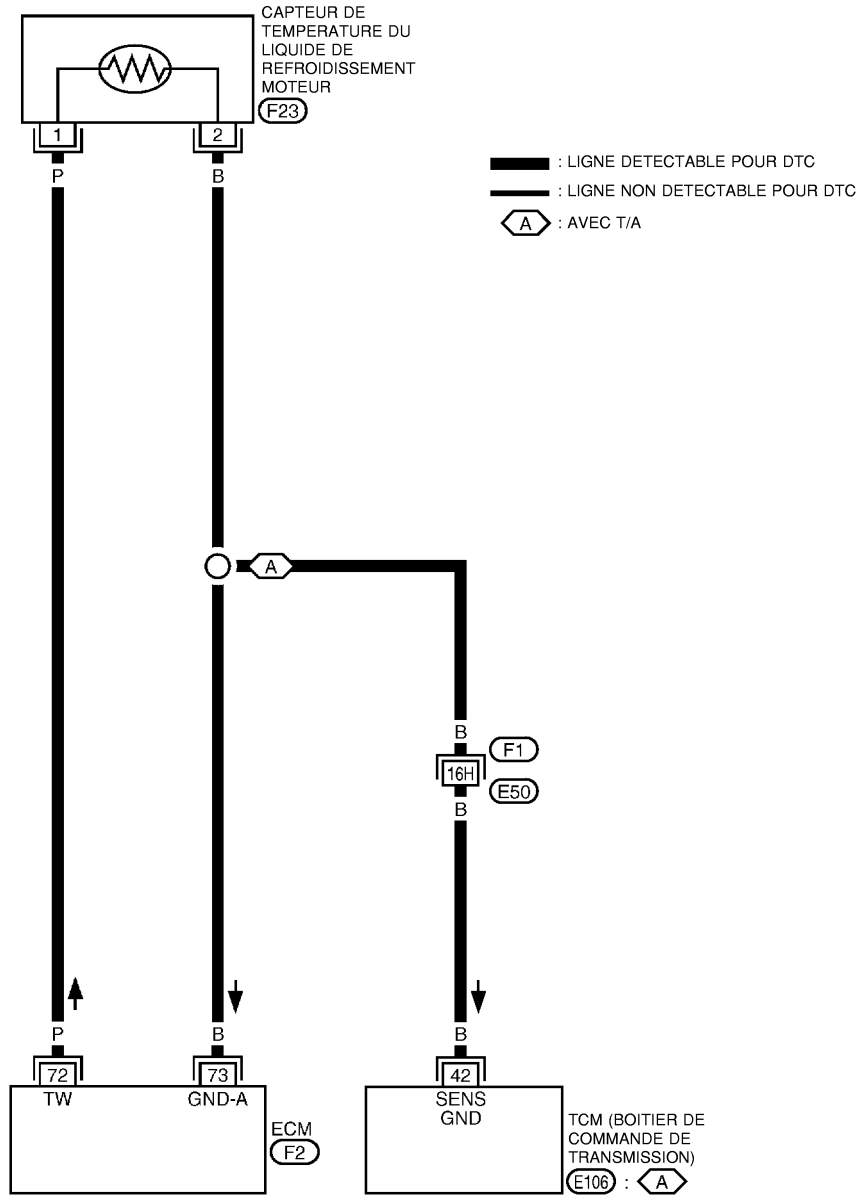 CAPTEUR DE
TEMPERATURE DU
LIQUIDE DE
REFROIDISSEMENT
MOTEUR
F23
1
2
P
B
: LIGNE DETECTABLE POUR DTC
: LIGNE NON DETECTABLE POUR DTC
A : AVEC T/A
A
B
F1
16H
E50
B
P
B
B
72
73
42
TW
GND-A
SENS
GND
ECM
F2
TCM (BOITIER DE
COMMANDE DE
TRANSMISSION)
E106 : A